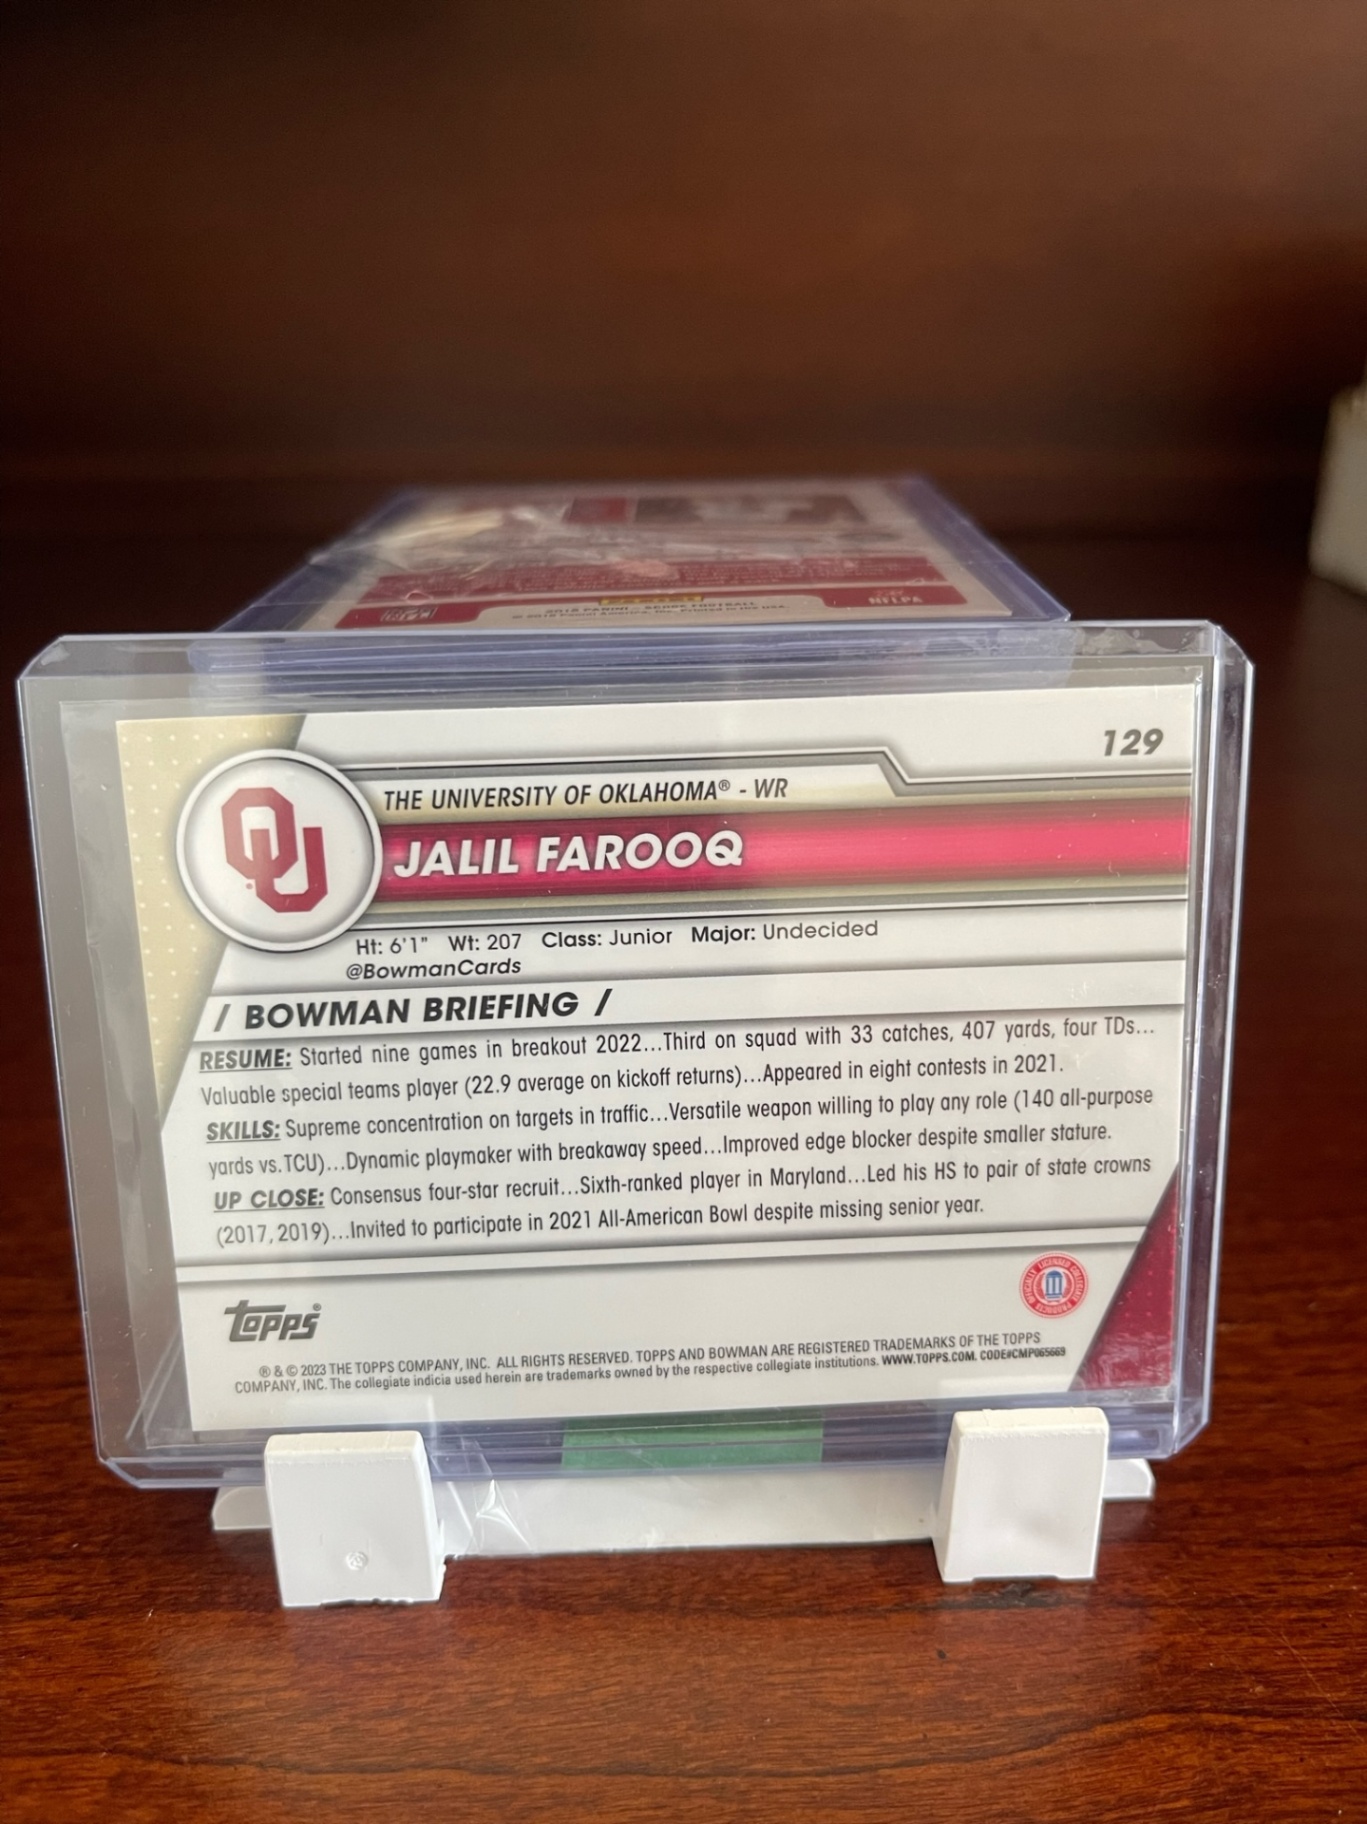 NFLPA
129
THE UNIVERSITY OF OKLAHOMA® - WR
OU
JALIL FAROOQ
Ht: 6'1" Wt: 207 Class: Junior Major: Undecided
@BowmanCards
/ BOWMAN BRIEFING /
RESUME: Started nine games in breakout 2022...Third on squad with 33 catches, 407 yards, four TDs...
Valuable special teams player (22.9 average on kickoff returns)...Appeared in eight contests in 2021.
SKILLS: Supreme concentration on targets in traffic...Versatile weapon willing to play any role (140 all-purpose
yards vs. TCU)...Dynamic playmaker with breakaway speed...Improved edge blocker despite smaller stature.
UP CLOSE: Consensus four-star recruit...Sixth-ranked player in Maryland...Led his HS to pair of state crowns
(2017, 2019)...Invited to participate in 2021 All-American Bowl despite missing senior year.
OFFICIALLY LICENSED COLLEGIATE PRODUCTS
topps®
® & © 2023 THE TOPPS COMPANY, INC. ALL RIGHTS RESERVED. TOPPS AND BOWMAN ARE REGISTERED TRADEMARKS OF THE TOPPS
COMPANY, INC. The collegiate indicia used herein are trademarks owned by the respective collegiate institutions. WWW.TOPPS.COM. CODE#CMP065669